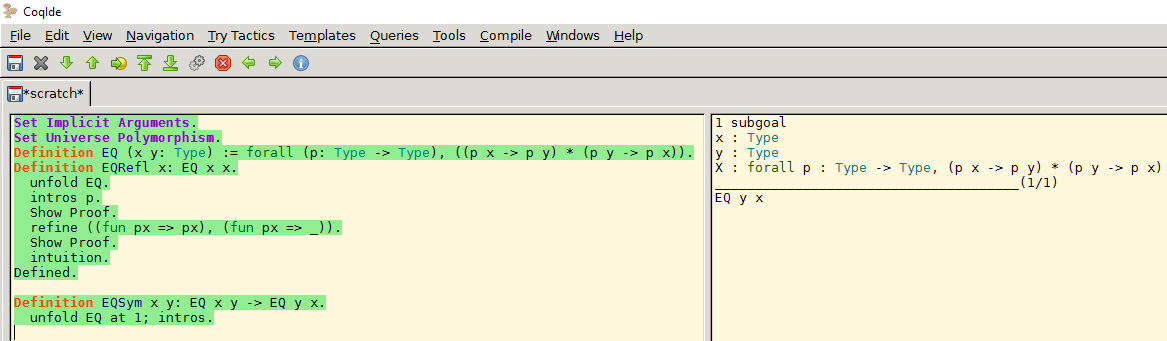 CoqIde
File Edit View Navigation Try Tactics Templates Queries Tools Compile Windows Help
*scratch*
Set Implicit Arguments.
Set Universe Polymorphism.
Definition EQ (x y: Type) := forall (p: Type -> Type), ((p x -> p y) * (p y -> p x)).
Definition EQRefl x: EQ x x.
  unfold EQ.
  intros p.
  Show Proof.
  refine ((fun px => px), (fun px => _)).
  Show Proof.
  intuition.
Defined.
Definition EQSym x y: EQ x y -> EQ y x.
  unfold EQ at 1; intros.
1 subgoal
x : Type
y : Type
X : forall p : Type -> Type, (p x -> p y) * (p y -> p x)
______________________________________(1/1)
EQ y x